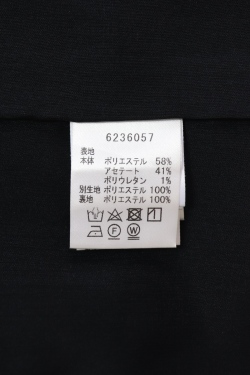 6236057
表地
本体 ポリエステル 58%
アセテート 41%
ポリウレタン 1%
別生地 ポリエステル 100%
裏地 ポリエステル 100%
F W